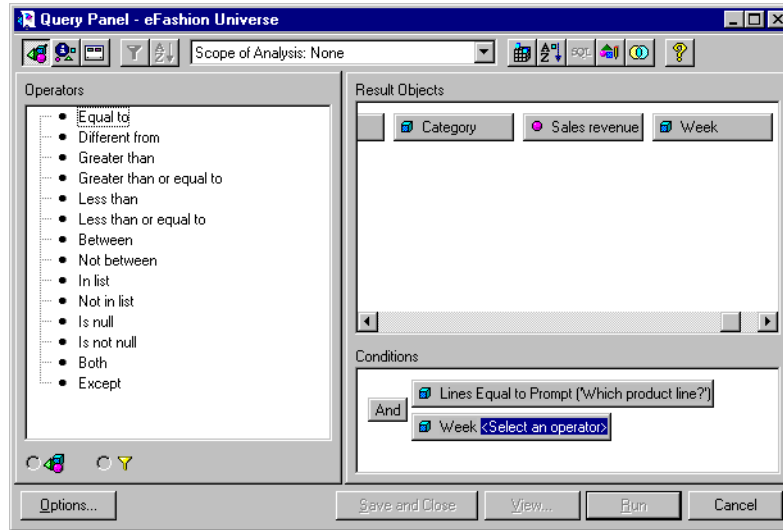 Query Panel - eFashion Universe
Scope of Analysis: None
SQL
Operators
Equal to
Different from
Greater than
Greater than or equal to
Less than
Less than or equal to
Between
Not between
In list
Not in list
Is null
Is not null
Both
Except
Result Objects
Category
Sales revenue
Week
Conditions
And
Lines Equal to Prompt ('Which product line?')
Week <Select an operator>
Options...
Save and Close
View...
Run
Cancel